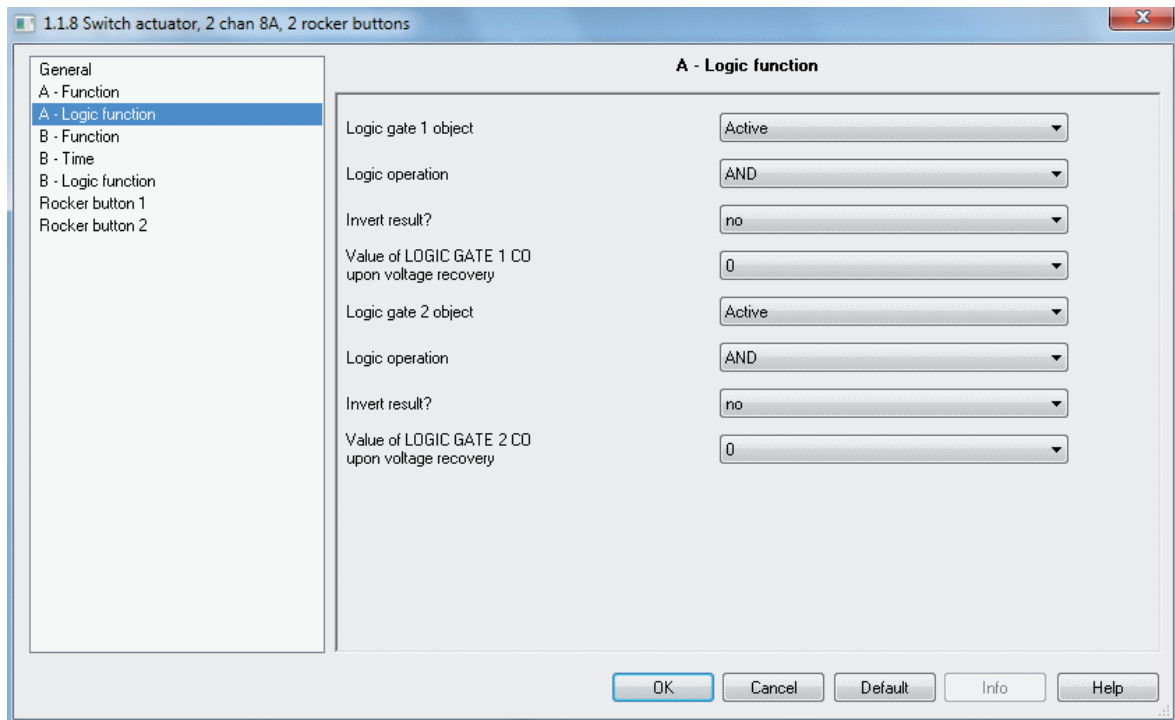 1.1.8 Switch actuator, 2 chan 8A, 2 rocker buttons
General
A - Function
A - Logic function
B - Function
B - Time
B - Logic function
Rocker button 1
Rocker button 2
A - Logic function
Logic gate 1 object
Active
Logic operation
AND
Invert result?
no
Value of LOGIC GATE 1 CO
upon voltage recovery
0
Logic gate 2 object
Active
Logic operation
AND
Invert result?
no
Value of LOGIC GATE 2 CO
upon voltage recovery
0
OK
Cancel
Default
Info
Help